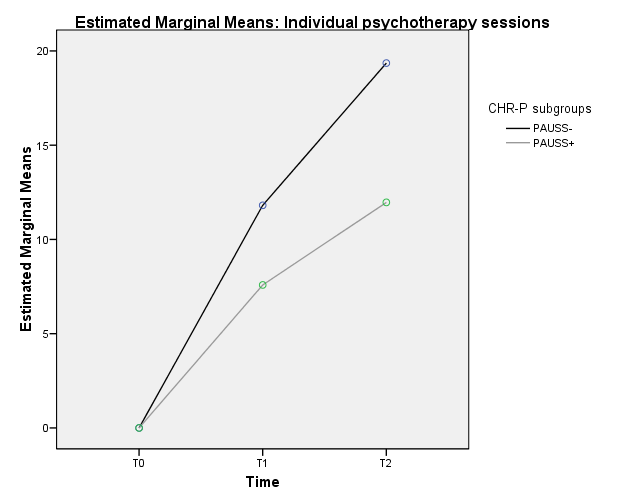 Estimated Marginal Means: Individual psychotherapy sessions
Estimated Marginal Means
20
15
10
5
0
T0
T1
T2
Time
CHR-P subgroups
PAUSS-
PAUSS+